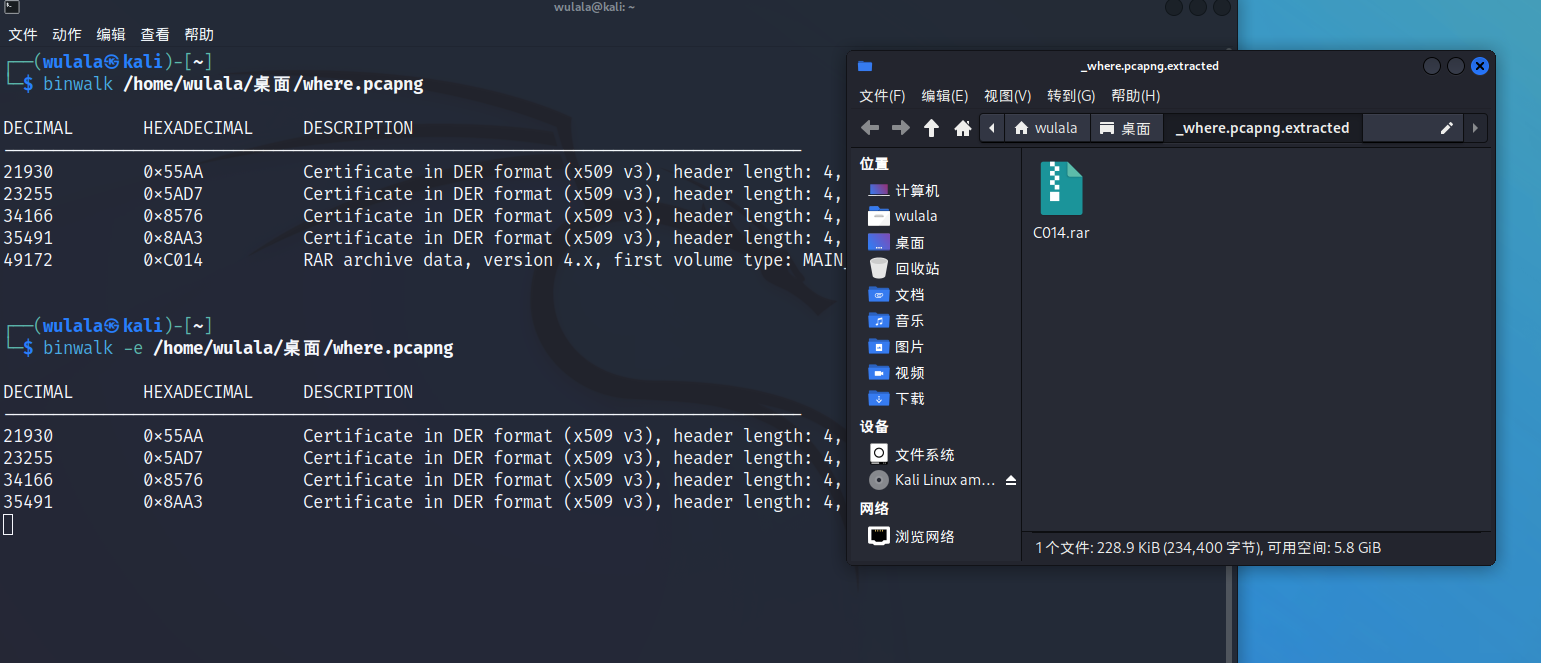 wulala@kali: ~
文件 动作 编辑 查看 帮助
┌──(wulala㉿kali)-[~]
└─$ binwalk /home/wulala/桌面/where.pcapng
DECIMAL HEXADECIMAL DESCRIPTION
--------------------------------------------------------------------------------
21930 0x55AA Certificate in DER format (x509 v3), header length: 4,
23255 0x5AD7 Certificate in DER format (x509 v3), header length: 4,
34166 0x8576 Certificate in DER format (x509 v3), header length: 4,
35491 0x8AA3 Certificate in DER format (x509 v3), header length: 4,
49172 0xC014 RAR archive data, version 4.x, first volume type: MAIN_
┌──(wulala㉿kali)-[~]
└─$ binwalk -e /home/wulala/桌面/where.pcapng
DECIMAL HEXADECIMAL DESCRIPTION
--------------------------------------------------------------------------------
21930 0x55AA Certificate in DER format (x509 v3), header length: 4,
23255 0x5AD7 Certificate in DER format (x509 v3), header length: 4,
34166 0x8576 Certificate in DER format (x509 v3), header length: 4,
35491 0x8AA3 Certificate in DER format (x509 v3), header length: 4,
_where.pcapng.extracted
文件(F) 编辑(E) 视图(V) 转到(G) 帮助(H)
wulala 桌面 _where.pcapng.extracted
位置
计算机
wulala
桌面
回收站
文档
音乐
图片
视频
下载
设备
文件系统
Kali Linux am...
网络
浏览网络
C014.rar
1个文件: 228.9 KiB (234,400 字节), 可用空间: 5.8 GiB